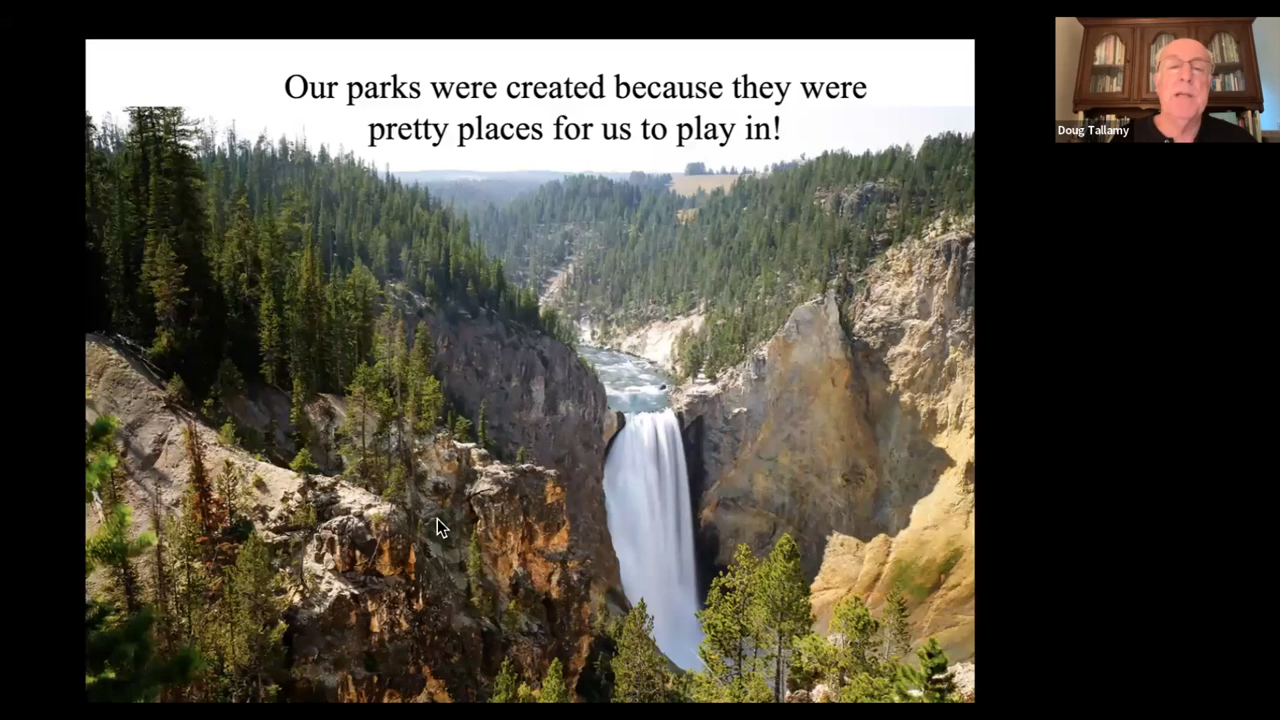 Our parks were created because they were
pretty places for us to play in!
Doug Tallamy